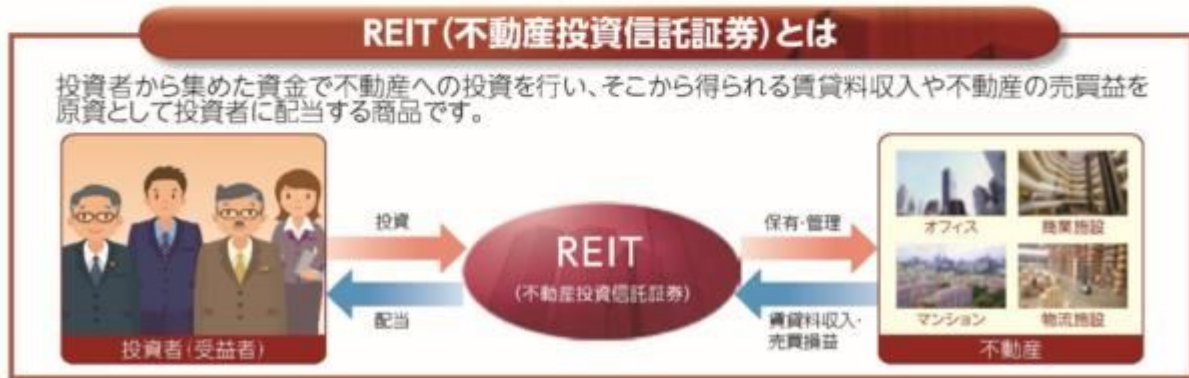 REIT(不動産投資信託証券)とは
投資者から集めた資金で不動産への投資を行い、そこから得られる賃貸料収入や不動産の売買益を
原資として投資者に配当する商品です。
投資
配当
投資者(受益者)
REIT
(不動産投資信託証券)
保有・管理
賃貸料収入・
売買損益
オフィス
商業施設
マンション
物流施設
不動産